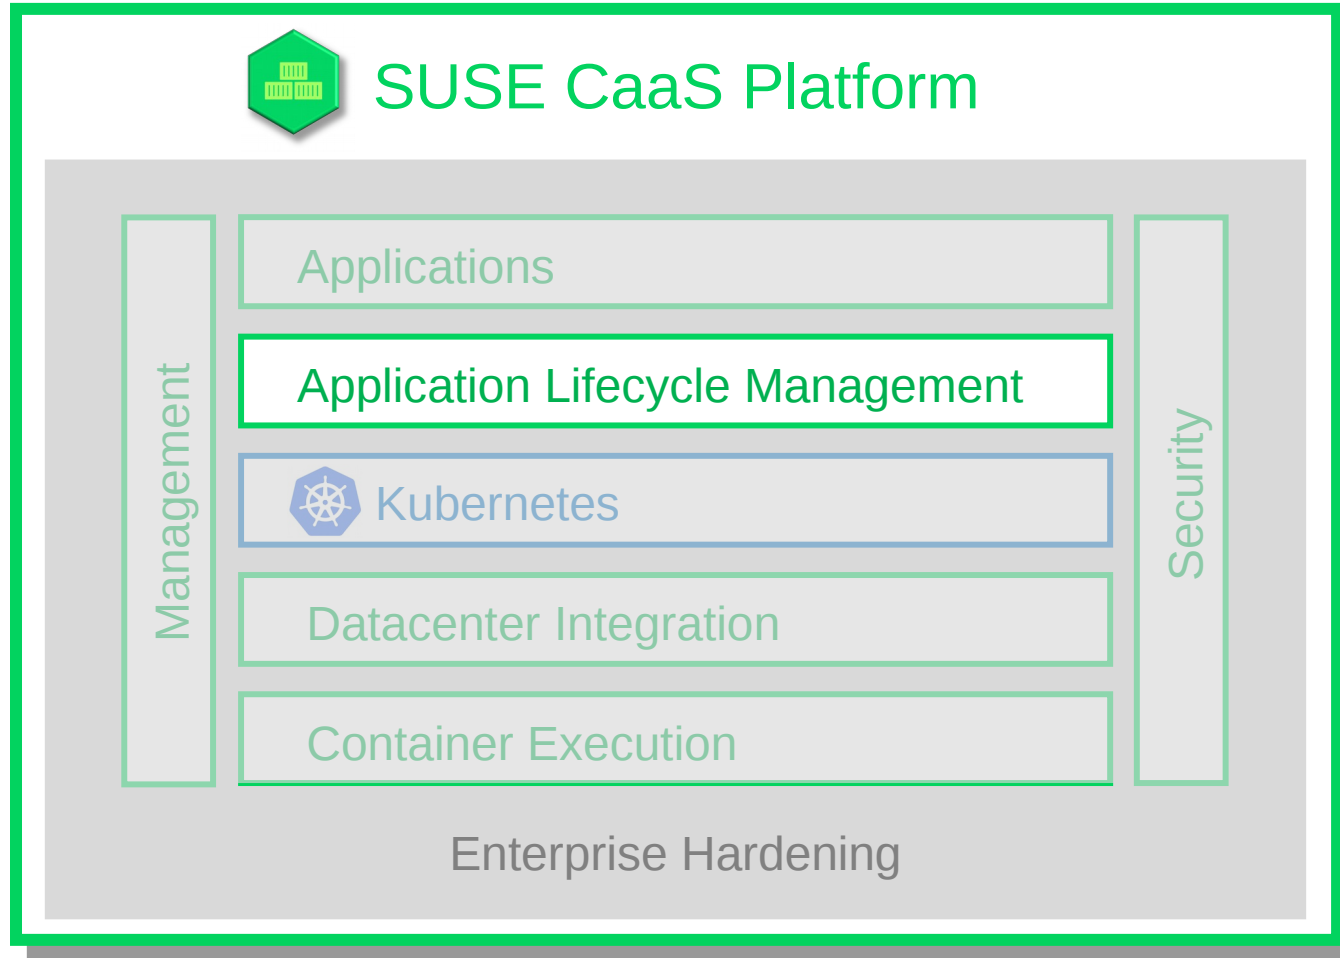 SUSE CaaS Platform
Management
Applications
Application Lifecycle Management
Kubernetes
Datacenter Integration
Container Execution
Security
Enterprise Hardening